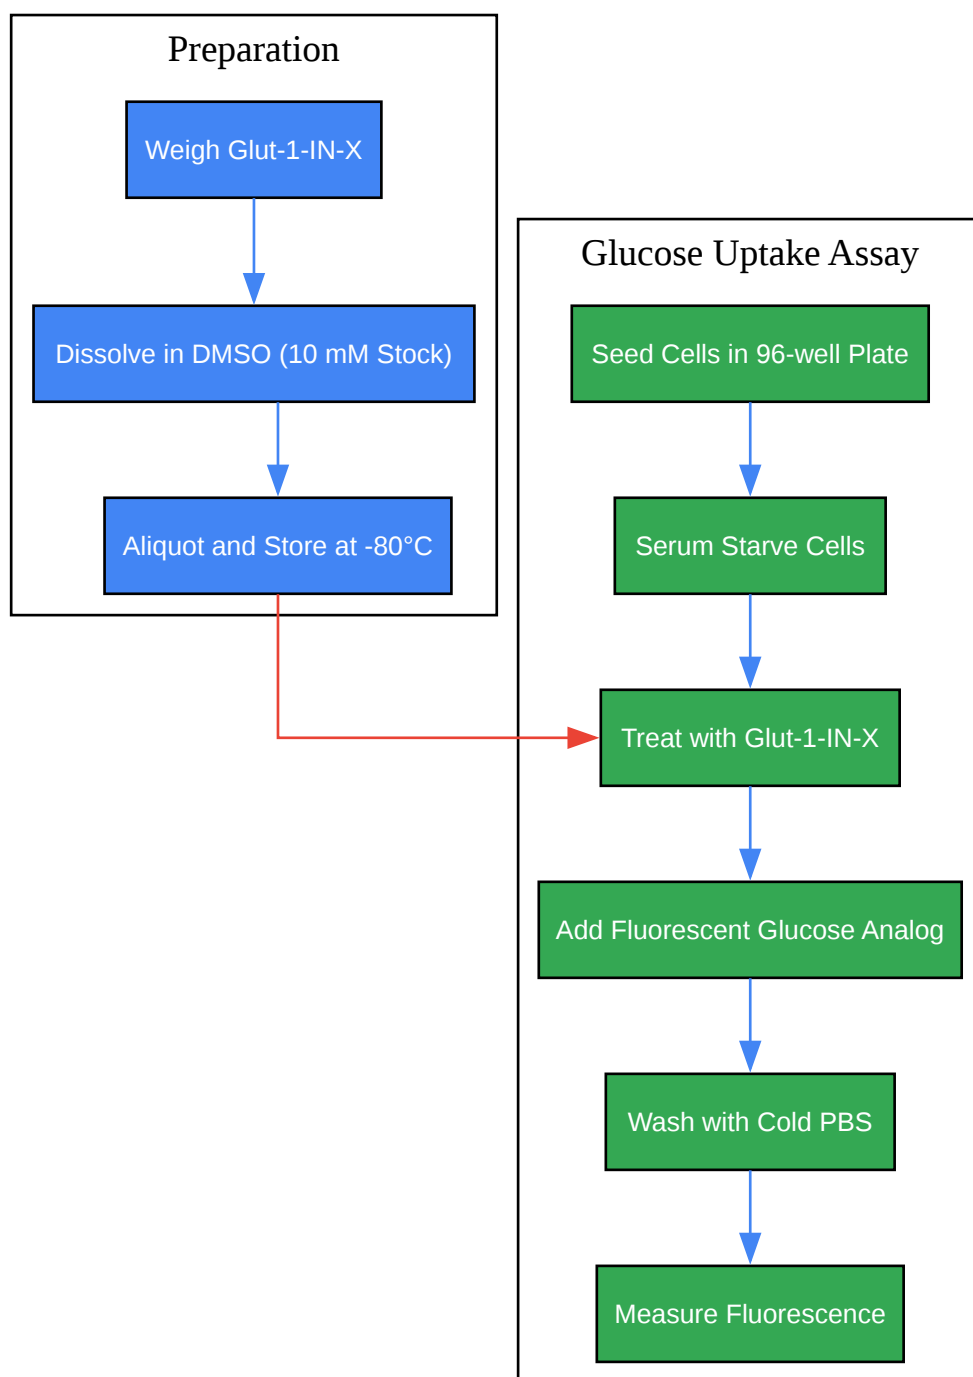 Preparation
Weigh Glut-1-IN-X
Dissolve in DMSO (10 mM Stock)
Aliquot and Store at -80°C
Glucose Uptake Assay
Seed Cells in 96-well Plate
Serum Starve Cells
Treat with Glut-1-IN-X
Add Fluorescent Glucose Analog
Wash with Cold PBS
Measure Fluorescence